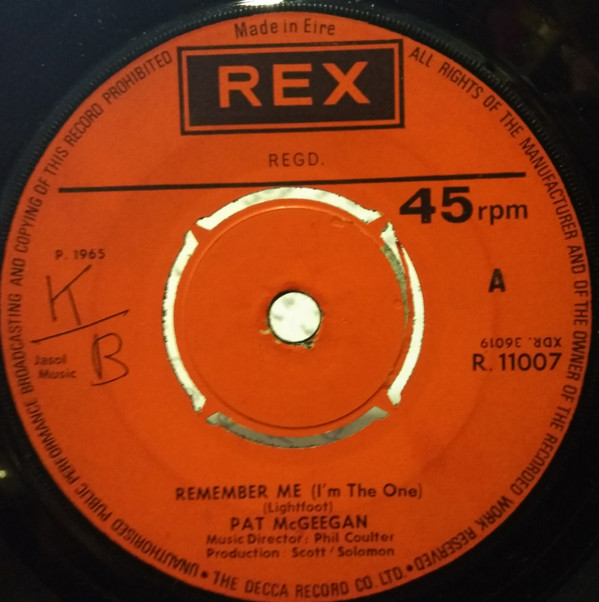 Made in Eire
REX
REGD.
45 rpm
P. 1965
K
B
Jasol
Music
A
XDR. 36019
R. 11007
REMEMBER ME (I'm The One)
(Lightfoot)
PAT McGEEGAN
Music Director: Phil Coulter
Production: Scott/Solomon
ALL RIGHTS OF THE MANUFACTURER AND OF THE OWNER OF THE RECORDED WORK RESERVED • UNAUTHORISED PUBLIC PERFORMANCE BROADCASTING AND COPYING OF THIS RECORD PROHIBITED
• THE DECCA RECORD CO. LTD. •